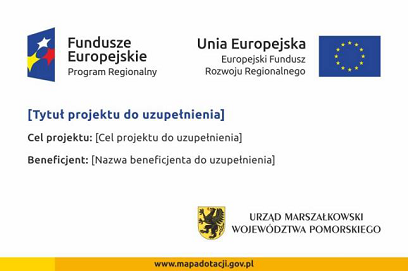 Fundusze
Europejskie
Program Regionalny
Unia Europejska
Europejski Fundusz
Rozwoju Regionalnego
[Tytuł projektu do uzupełnienia]
Cel projektu: [Cel projektu do uzupełnienia]
Beneficjent: [Nazwa beneficjenta do uzupełnienia]
URZĄD MARSZAŁKOWSKI
WOJEWÓDZTWA POMORSKIEGO
www.mapadotacji.gov.pl